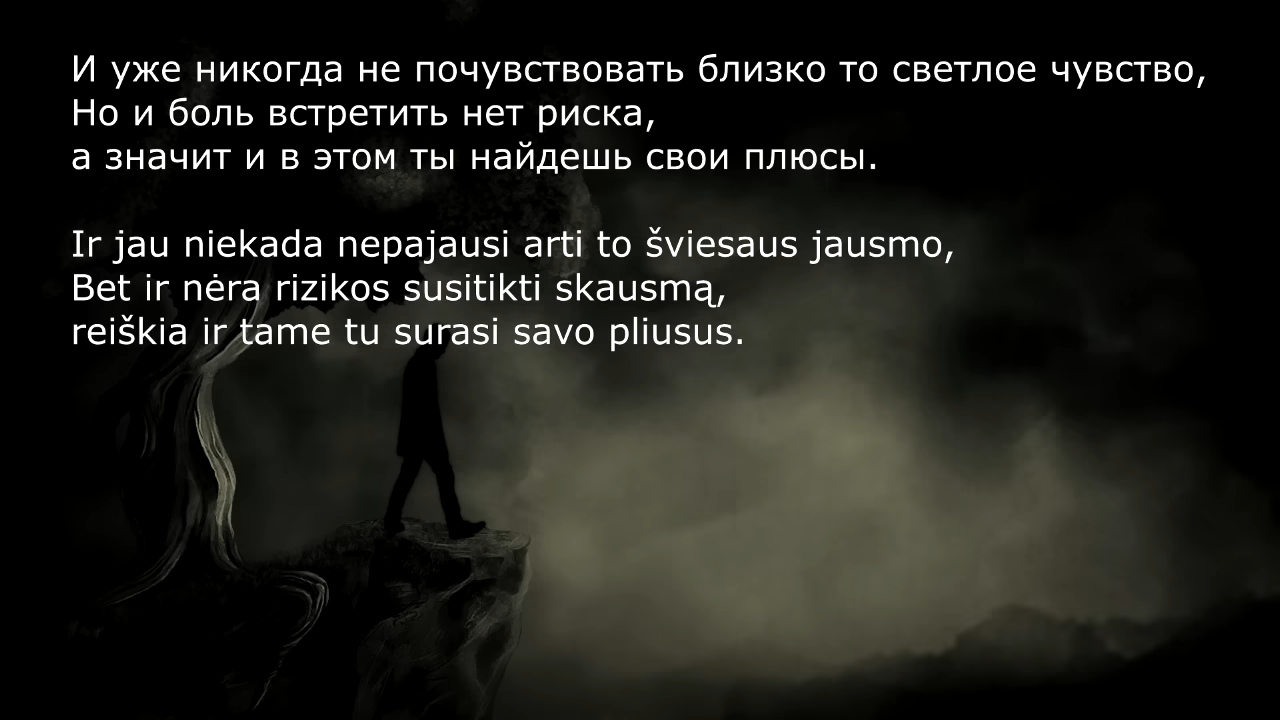 И уже никогда не почувствовать близко то светлое чувство,
Но и боль встретить нет риска,
а значит и в этом ты найдешь свои плюсы.
Ir jau niekada nepajausi arti to šviesaus jausmo,
Bet ir nėra rizikos susitikti skausmą,
reiškia ir tame tu surasi savo pliusus.